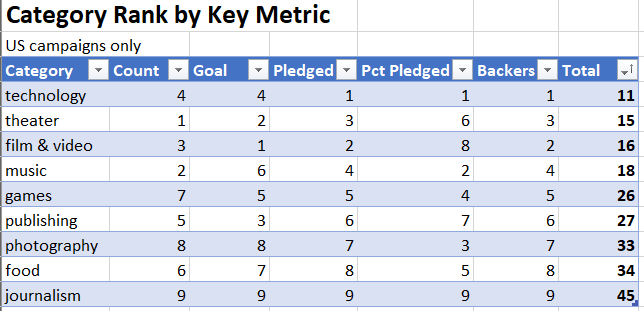 Category Rank by Key Metric
US campaigns only
Category Count Goal Pledged Pct Pledged Backers Total
technology 4 4 1 1 1 11
theater 1 2 3 6 3 15
film & video 3 1 2 8 2 16
music 2 6 4 2 4 18
games 7 5 5 4 5 26
publishing 5 3 6 7 6 27
photography 8 8 7 3 7 33
food 6 7 8 5 8 34
journalism 9 9 9 9 9 45